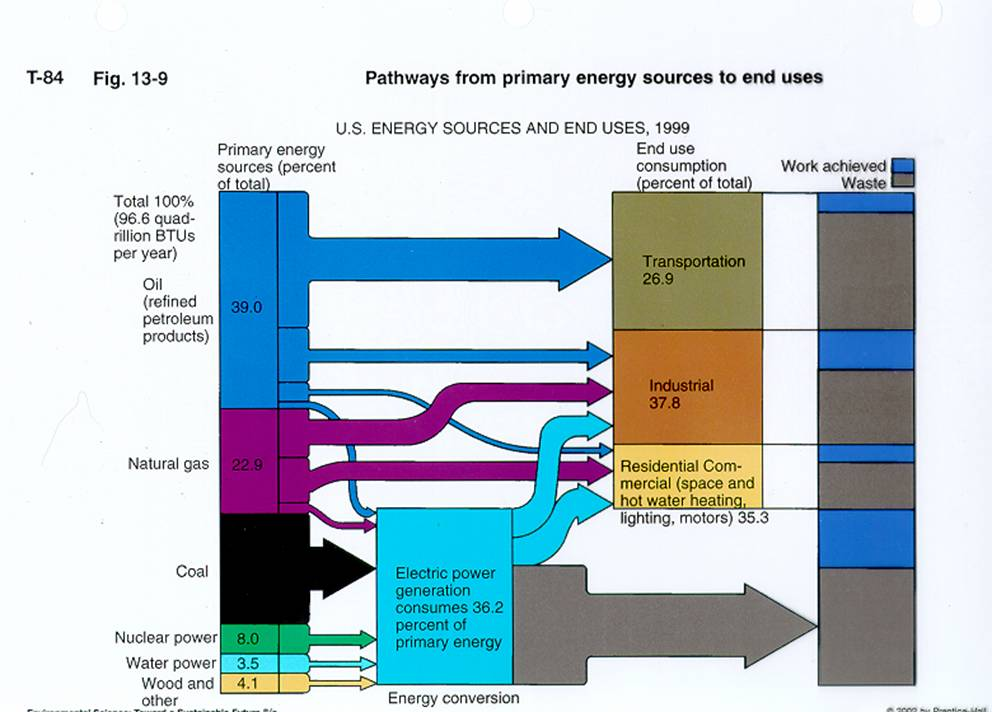 T-84 Fig. 13-9 Pathways from primary energy sources to end uses
U.S. ENERGY SOURCES AND END USES, 1999
Primary energy
sources (percent
of total)
End use
consumption
(percent of total)
Work achieved
Waste
Total 100%
(96.6 quad-
rillion BTUs
per year)
Oil
(refined
petroleum
products)
39.0
Transportation
26.9
Industrial
37.8
Natural gas
22.9
Residential Com-
mercial (space and
hot water heating,
lighting, motors) 35.3
Coal
Electric power
generation
consumes 36.2
percent of
primary energy
Nuclear power
8.0
Water power
3.5
Wood and
other
4.1
Energy conversion